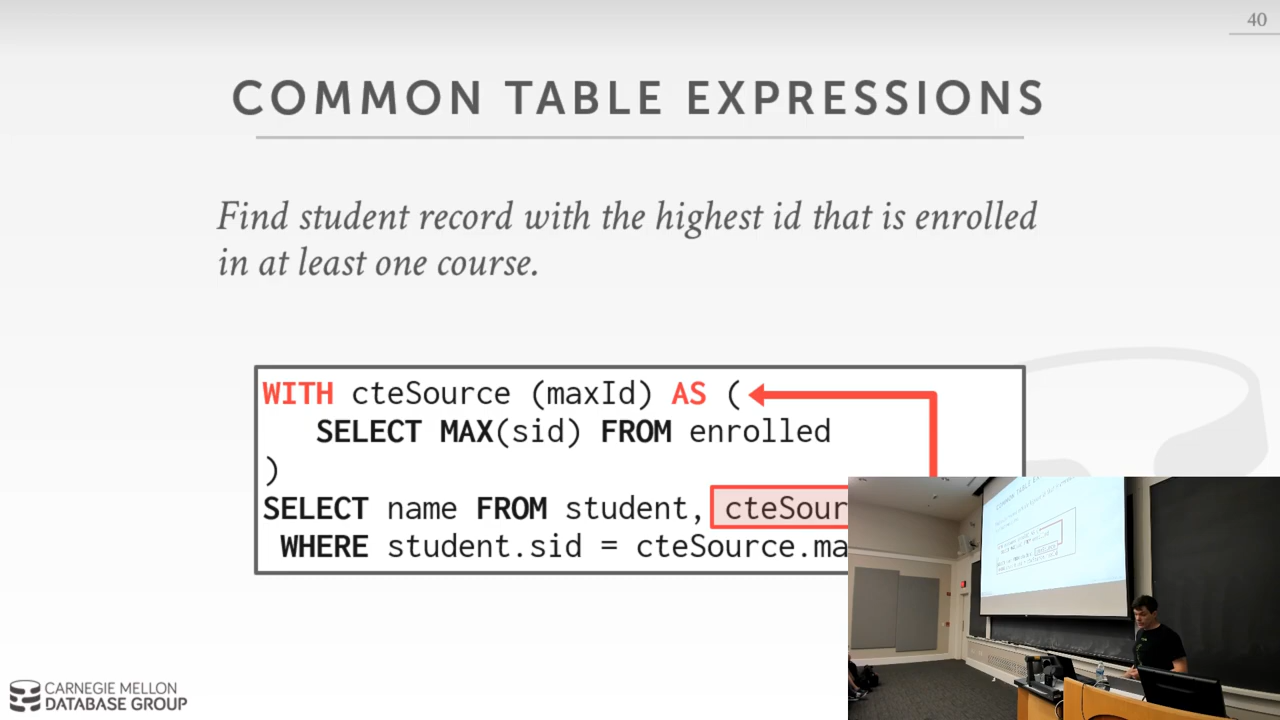 40
COMMON TABLE EXPRESSIONS
Find student record with the highest id that is enrolled
in at least one course.
WITH cteSource (maxId) AS (
SELECT MAX(sid) FROM enrolled
)
SELECT name FROM student, cteSour
WHERE student.sid = cteSource.ma
CARNEGIE MELLON
DATABASE GROUP